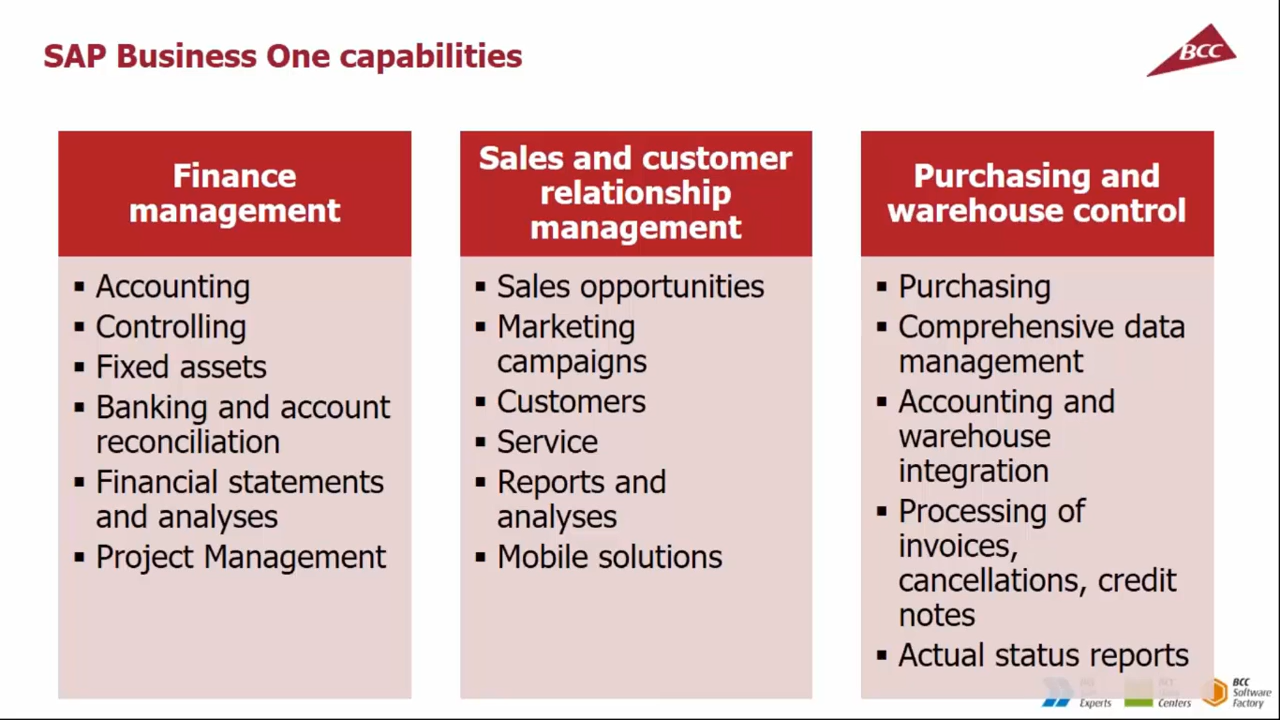 SAP Business One capabilities
BCC
Finance
management
▪ Accounting
▪ Controlling
▪ Fixed assets
▪ Banking and account
reconciliation
▪ Financial statements
and analyses
▪ Project Management
Sales and customer
relationship
management
▪ Sales opportunities
▪ Marketing
campaigns
▪ Customers
▪ Service
▪ Reports and
analyses
▪ Mobile solutions
Purchasing and
warehouse control
▪ Purchasing
▪ Comprehensive data
management
▪ Accounting and
warehouse
integration
▪ Processing of
invoices,
cancellations, credit
notes
▪ Actual status reports
Experts
Centers
BCC
Software
Factory